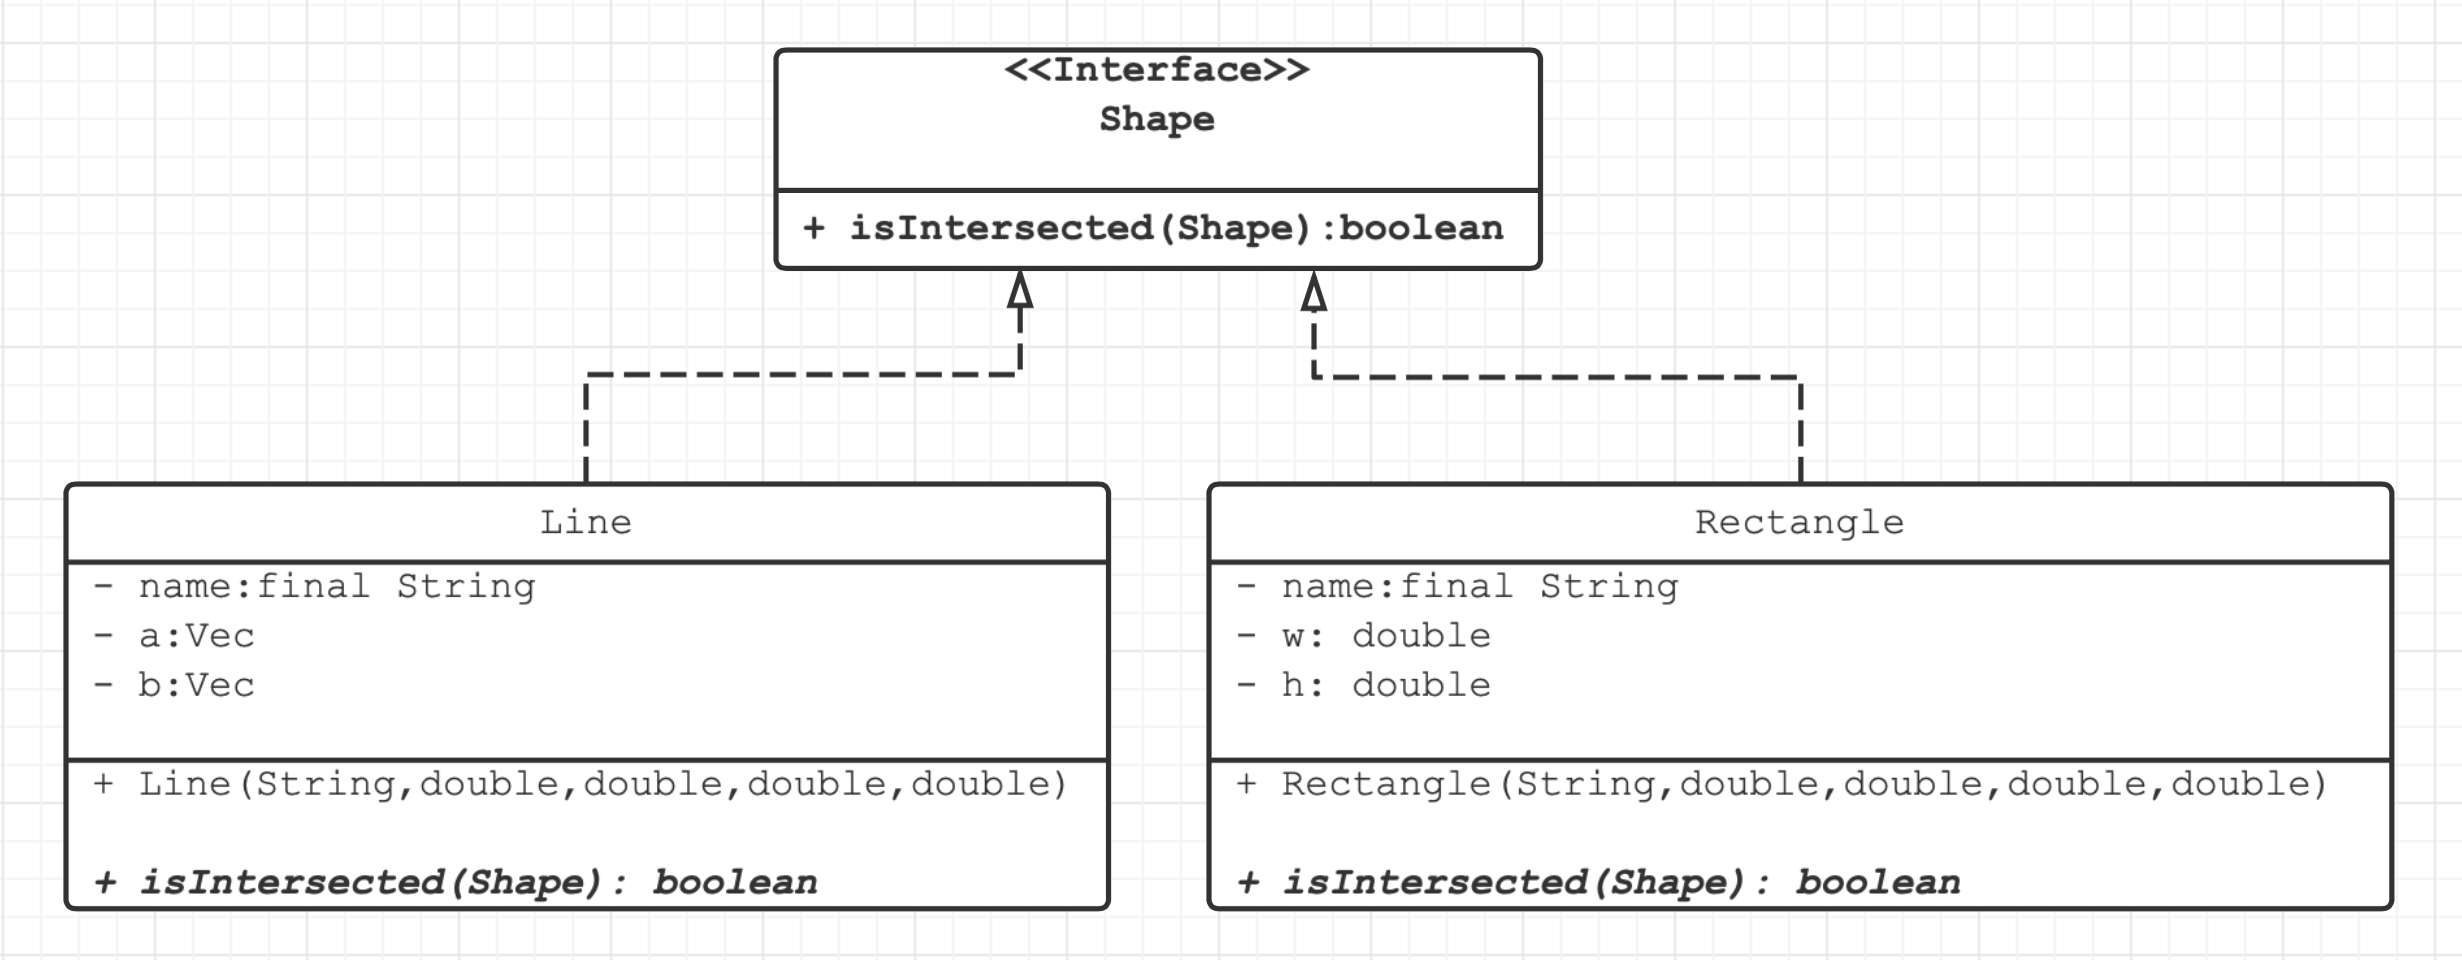 <<Interface>>
Shape
+ isIntersected(Shape):boolean
Line
- name:final String
- a:Vec
- b:Vec
+ Line(String,double,double,double,double)
+ isIntersected(Shape): boolean
Rectangle
- name:final String
- w: double
- h: double
+ Rectangle(String,double,double,double,double)
+ isIntersected(Shape): boolean